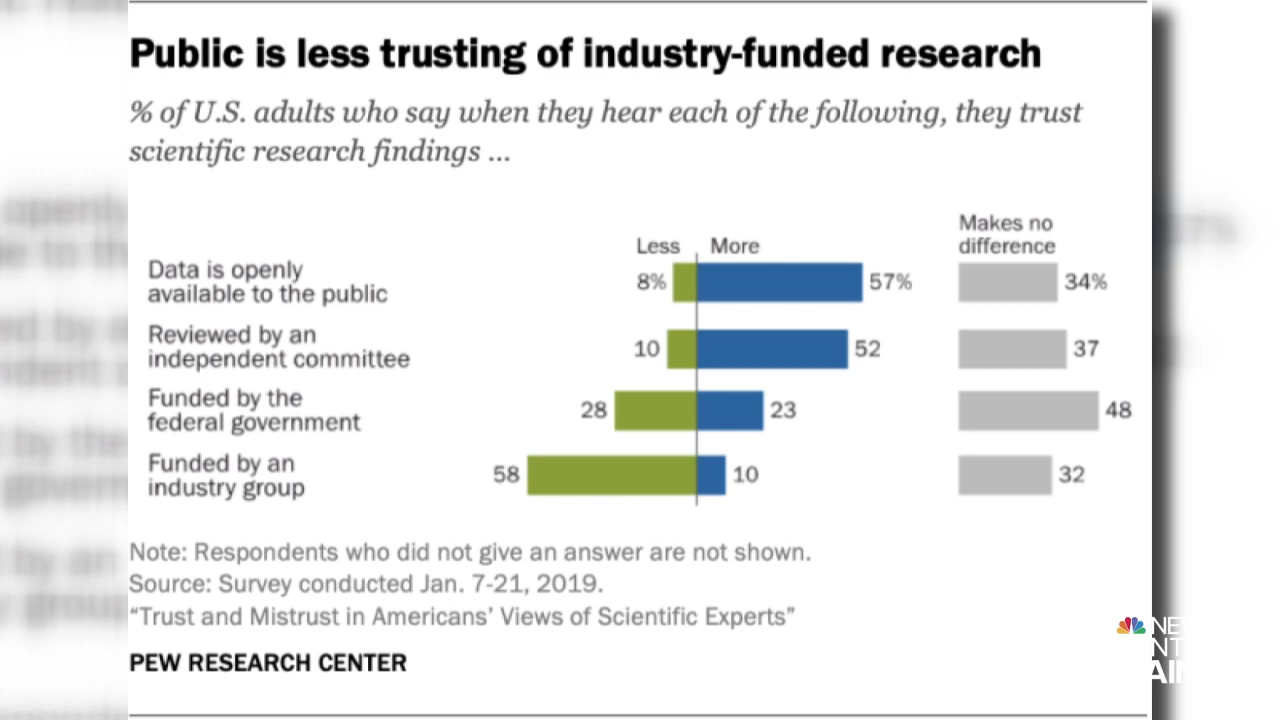 Public is less trusting of industry-funded research
% of U.S. adults who say when they hear each of the following, they trust
scientific research findings ...
Makes no
Less More difference
Data is openly
available to the public 8% 57% 34%
Reviewed by an
independent committee 10 52 37
Funded by the
federal government 28 23 48
Funded by an
industry group 58 10 32
Note: Respondents who did not give an answer are not shown.
Source: Survey conducted Jan. 7-21, 2019.
“Trust and Mistrust in Americans’ Views of Scientific Experts”
PEW RESEARCH CENTER